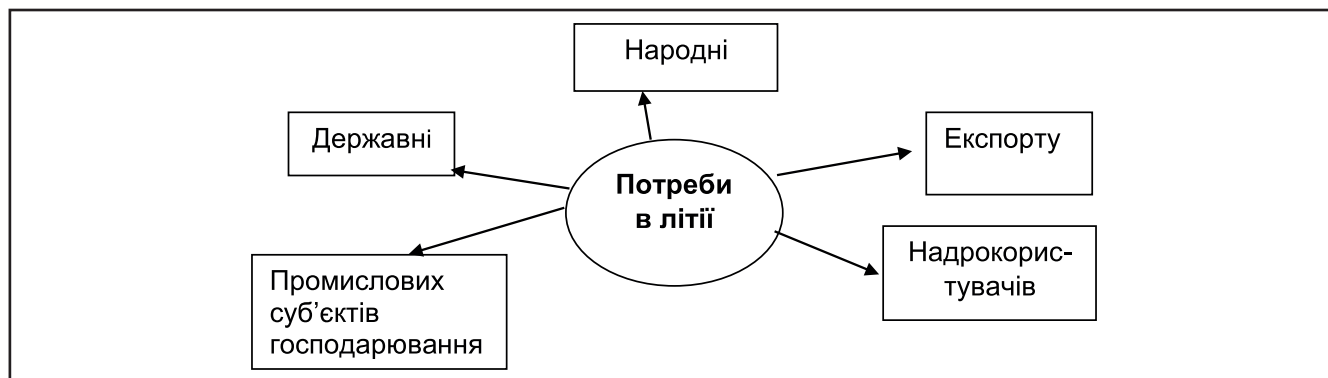 Народні
Державні
Експорту
Потреби
в літії
Надрокорис-
тувачів
Промислових
суб’єктів
господарювання